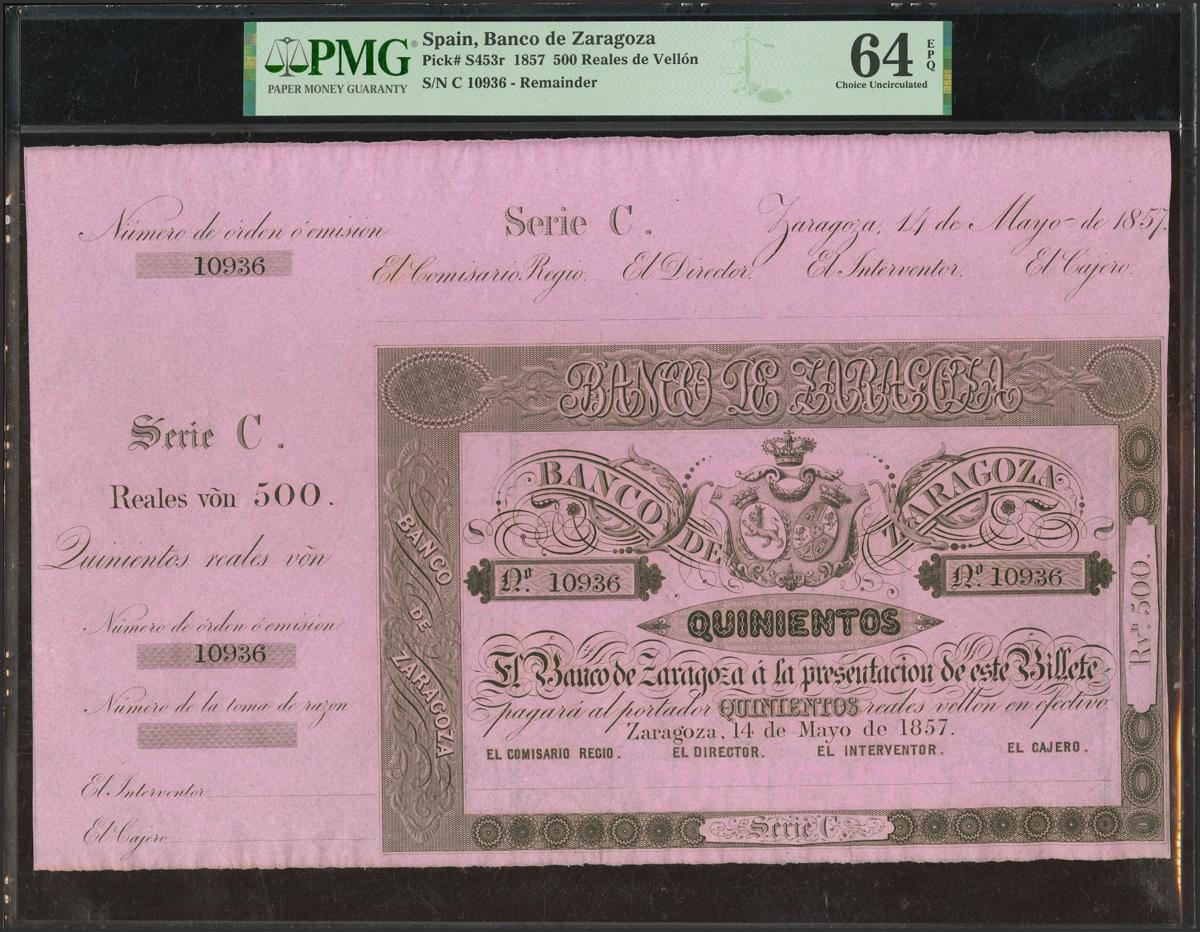 PMG®
PAPER MONEY GUARANTY
Spain, Banco de Zaragoza
Pick# S453r 1857 500 Reales de Vellón
S/N C 10936 - Remainder
64 EPQ
Choice Uncirculated
Número de órden ó emision
10936
Serie C.
Zaragoza, 14 de Mayo de 1857.
El Comisario Regio.
El Director.
El Interventor.
El Cajero.
Serie C.
Reales võn 500.
Quinientos reales võn
Número de órden ó emision
10936
Número de la toma de razon
El Interventor
El Cajero
BANCO DE ZARAGOZA
BANCO DE ZARAGOZA
BANCO DE ZARAGOZA
Nº 10936
Nº 10936
QUINIENTOS
El Banco de Zaragoza á la presentacion de este Billete
pagará al portador QUINIENTOS reales vellon en efectivo.
Zaragoza, 14 de Mayo de 1857.
EL COMISARIO REGIO. EL DIRECTOR. EL INTERVENTOR. EL CAJERO.
Rvn 500.
Serie C.